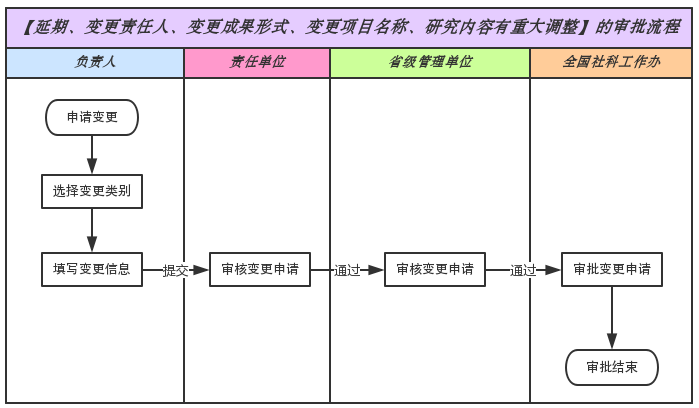 【延期、变更责任人、变更成果形式、变更项目名称、研究内容有重大调整】的审批流程
负责人
责任单位
省级管理单位
全国社科工作办
申请变更
选择变更类别
填写变更信息
提交
审核变更申请
通过
审核变更申请
通过
审批变更申请
审批结束